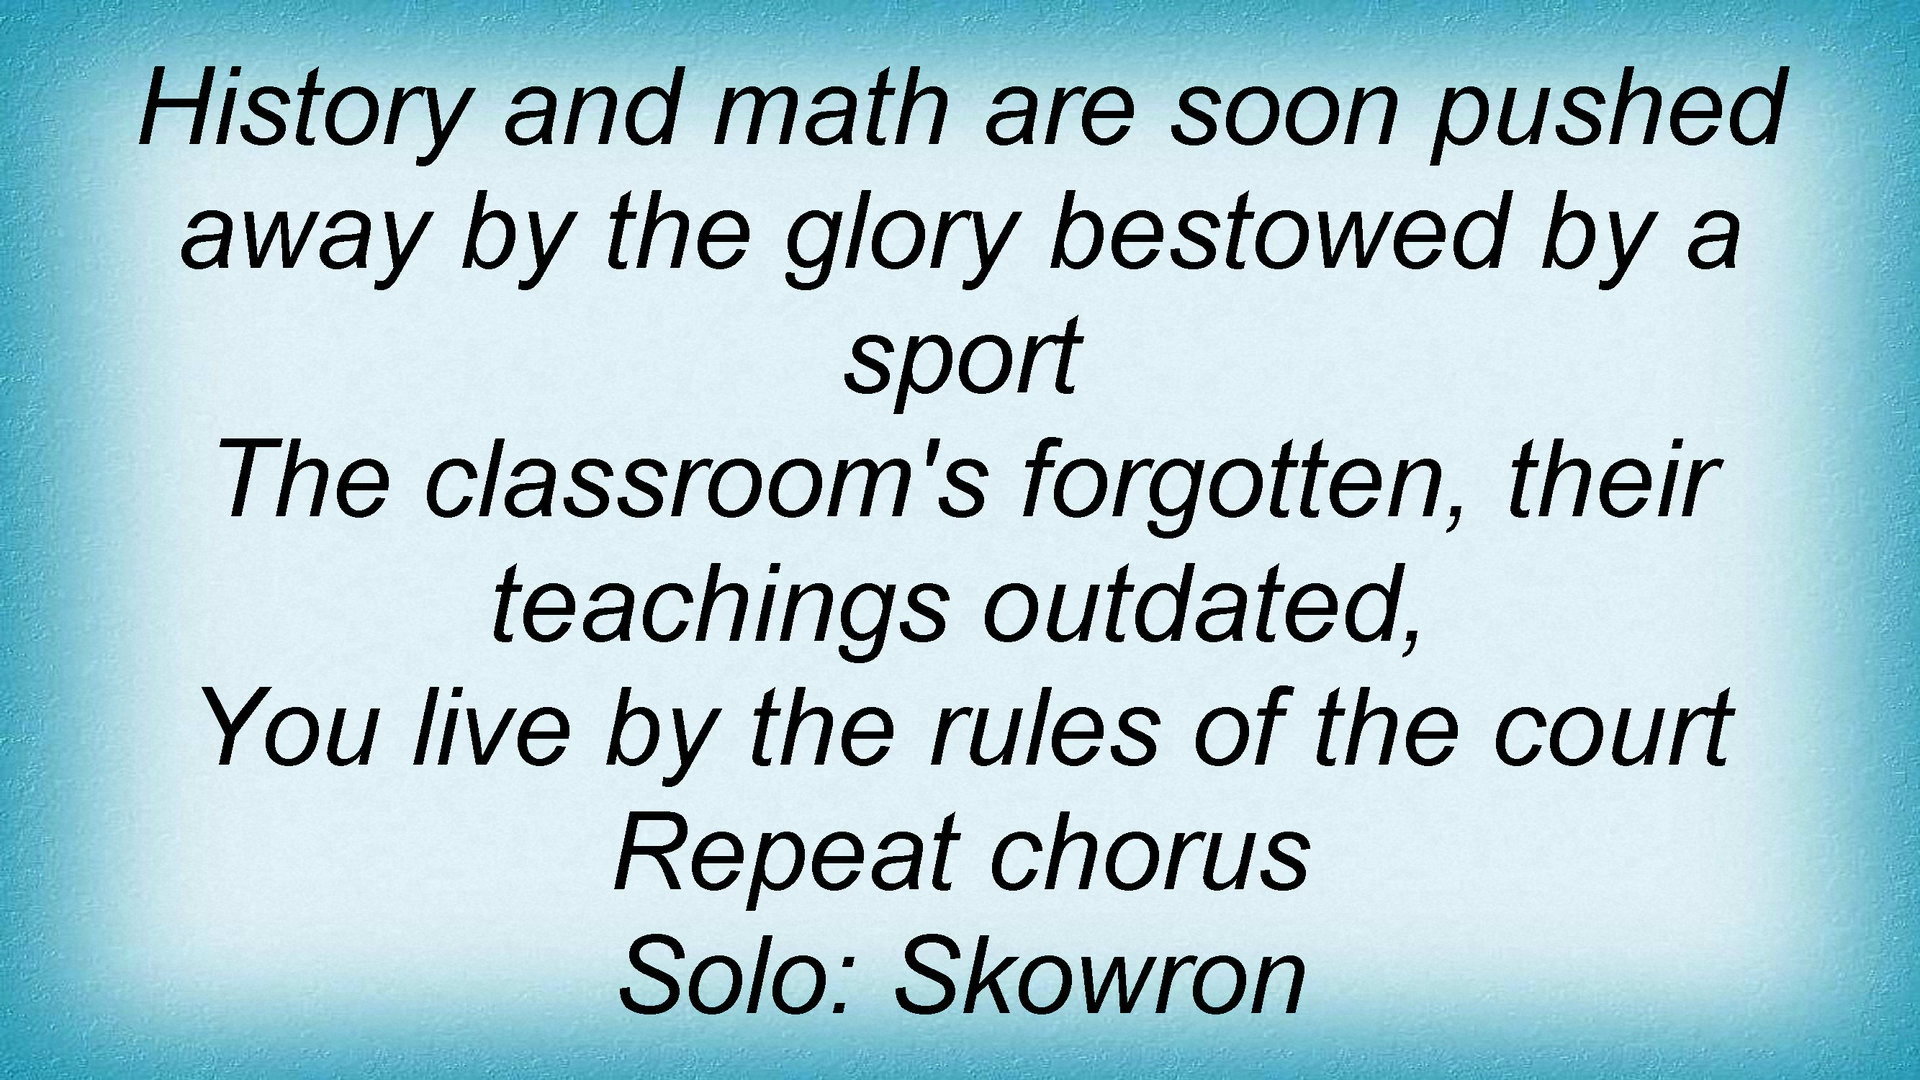 History and math are soon pushed
away by the glory bestowed by a
sport
The classroom's forgotten, their
teachings outdated,
You live by the rules of the court
Repeat chorus
Solo: Skowron